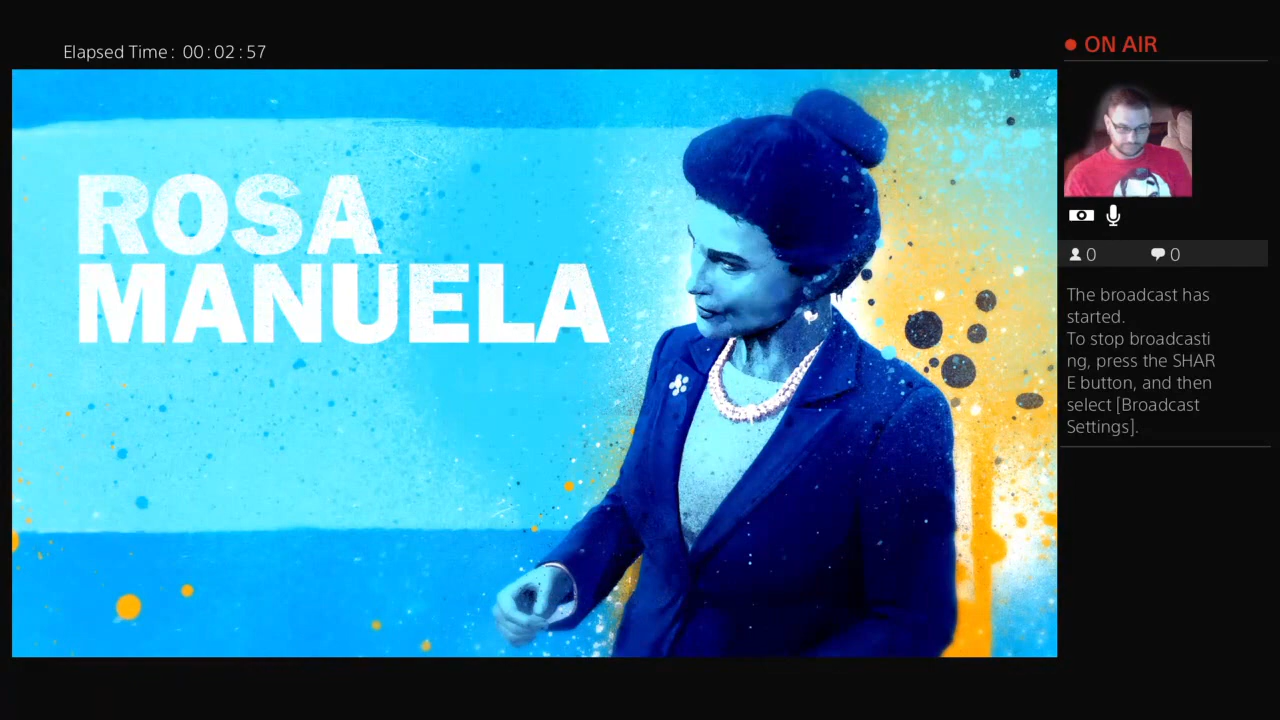 Elapsed Time: 00:02:57
ON AIR
ROSA
MANUELA
0 0
The broadcast has
started.
To stop broadcasti
ng, press the SHAR
E button, and then
select [Broadcast
Settings].